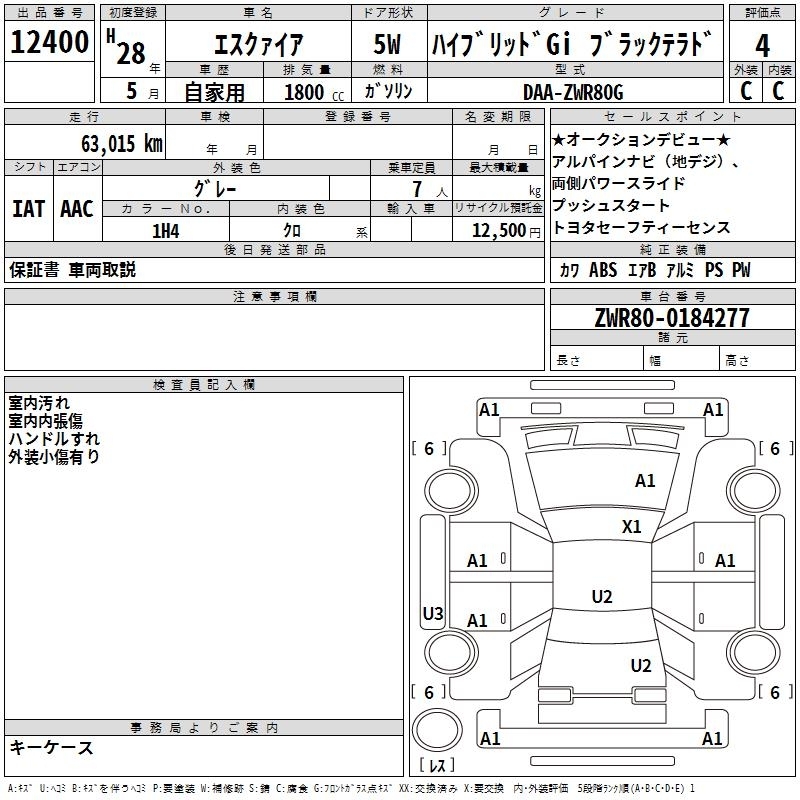 出品番号 初度登録 車名 ドア形状 グレード 評価点
12400 H28年 エスクァイア 5W ﾊｲﾌﾞﾘｯﾄﾞGi ﾌﾞﾗｯｸﾃﾗﾄﾞ 4
車歴 排気量 燃料 型式 外装 内装
5月 自家用 1800 CC ｶﾞｿﾘﾝ DAA-ZWR80G C C
走行 車検 登録番号 名変期限 セールスポイント
63,015 km 年 月 月 日 ★オークションデビュー★
シフト エアコン 外装色 乗車定員 最大積載量 アルパインナビ（地デジ）、
IAT AAC ｸﾞﾚｰ 7人 kg 両側パワースライド
カラーNo. 内装色 輸入車 リサイクル預託金 プッシュスタート
1H4 ｸﾛ 系 12,500円 トヨタセーフティーセンス
後日発送部品 純正装備
保証書 車両取説 ｶﾜ ABS ｴｱB ｱﾙﾐ PS PW
注意事項欄 車台番号
ZWR80-0184277
諸元
長さ 幅 高さ
検査員記入欄
室内汚れ
室内内張傷
ハンドルすれ
外装小傷有り
A1 A1
[ 6 ] [ 6 ]
A1
X1
A1 A1
U2
U3 A1
U2
[ 6 ] [ 6 ]
A1 A1
[ ﾚｽ ]
事務局よりご案内
キーケース
A:ｷｽﾞ U:ﾍｺﾐ B:ｷｽﾞを伴うﾍｺﾐ P:要塗装 W:補修跡 S:錆 C:腐食 G:ﾌﾛﾝﾄｶﾞﾗｽ点ｷｽﾞ XX:交換済み X:要交換 内・外装評価 5段階ﾗﾝｸ順(A・B・C・D・E) 1